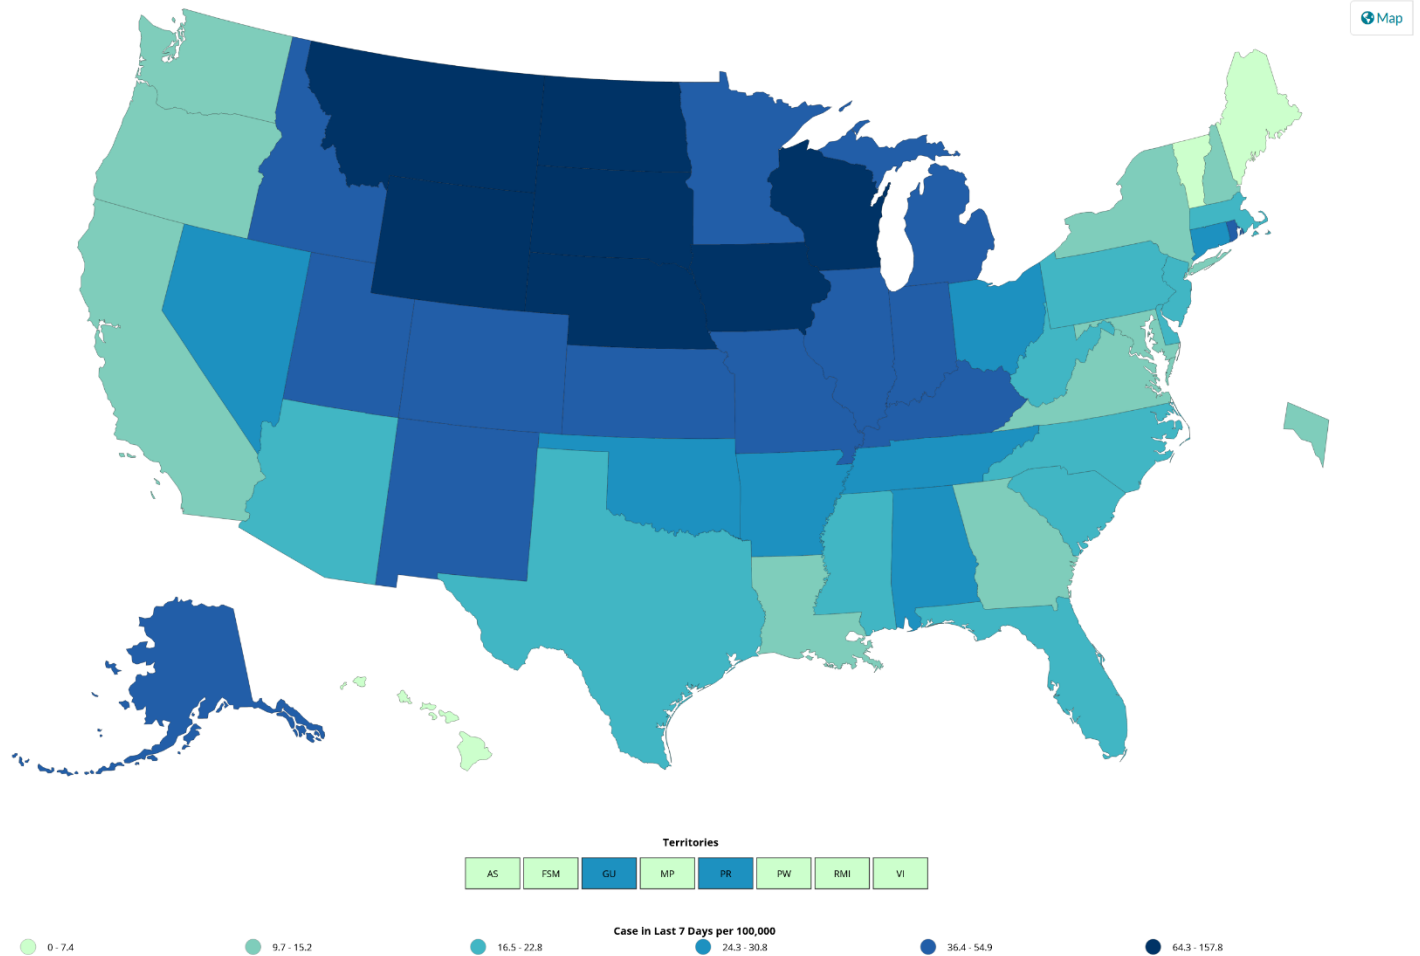 Map
Territories
AS FSM GU MP PR PW RMI VI
Case in Last 7 Days per 100,000
0 - 7.4 9.7 - 15.2 16.5 - 22.8 24.3 - 30.8 36.4 - 54.9 64.3 - 157.8